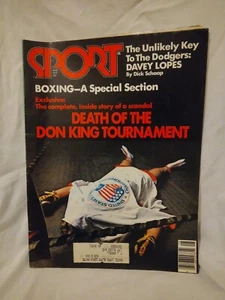 SPORT
The Unlikely Key
To The Dodgers:
DAVEY LOPES
By Dick Schaap
BOXING—A Special Section
Exclusive:
The complete, inside story of a scandal
DEATH OF THE
DON KING TOURNAMENT